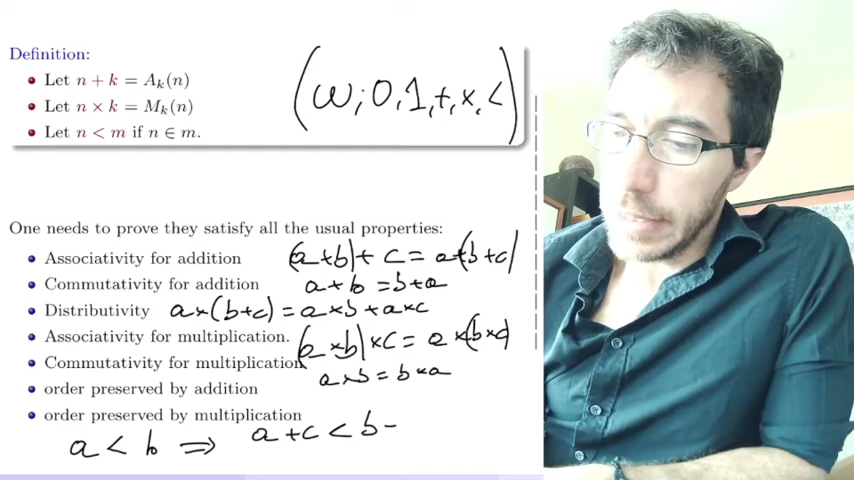 Definition:
Let n + k = Aₖ(n)
Let n × k = Mₖ(n)
Let n < m if n ∈ m.
(ω; 0, 1, +, ×, <)
One needs to prove they satisfy all the usual properties:
Associativity for addition (a+b)+c = a+(b+c)
Commutativity for addition a+b = b+a
Distributivity a×(b+c) = a×b+a×c
Associativity for multiplication. (a×b)×c = a×(b×c)
Commutativity for multiplication a×b = b×a
order preserved by addition
order preserved by multiplication
a < b ⇒ a+c < b-